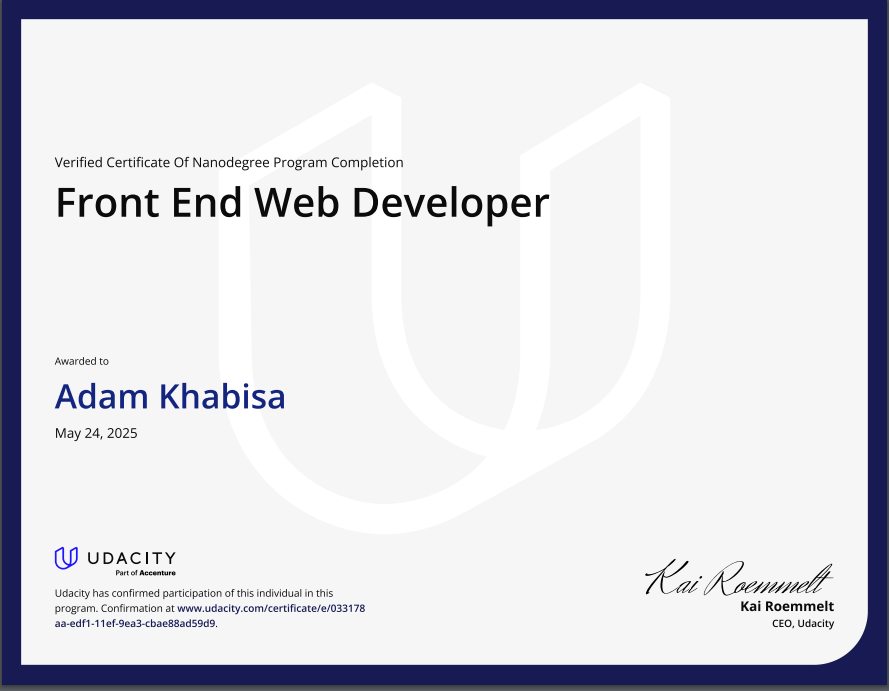 Verified Certificate Of Nanodegree Program Completion
Front End Web Developer
Awarded to
Adam Khabisa
May 24, 2025
UDACITY
Part of Accenture
Udacity has confirmed participation of this individual in this
program. Confirmation at www.udacity.com/certificate/e/033178
aa-edf1-11ef-9ea3-cbae88ad59d9.
Kai Roemmelt
Kai Roemmelt
CEO, Udacity